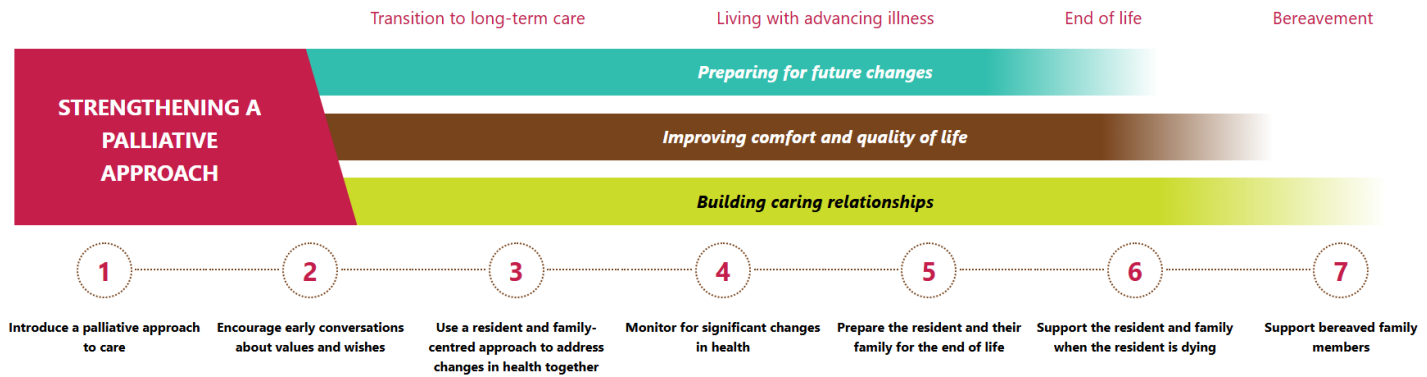 Transition to long-term care
Living with advancing illness
End of life
Bereavement
STRENGTHENING A
PALLIATIVE
APPROACH
Preparing for future changes
Improving comfort and quality of life
Building caring relationships
1
2
3
4
5
6
7
Introduce a palliative approach
to care
Encourage early conversations
about values and wishes
Use a resident and family-
centred approach to address
changes in health together
Monitor for significant changes
in health
Prepare the resident and their
family for the end of life
Support the resident and family
when the resident is dying
Support bereaved family
members